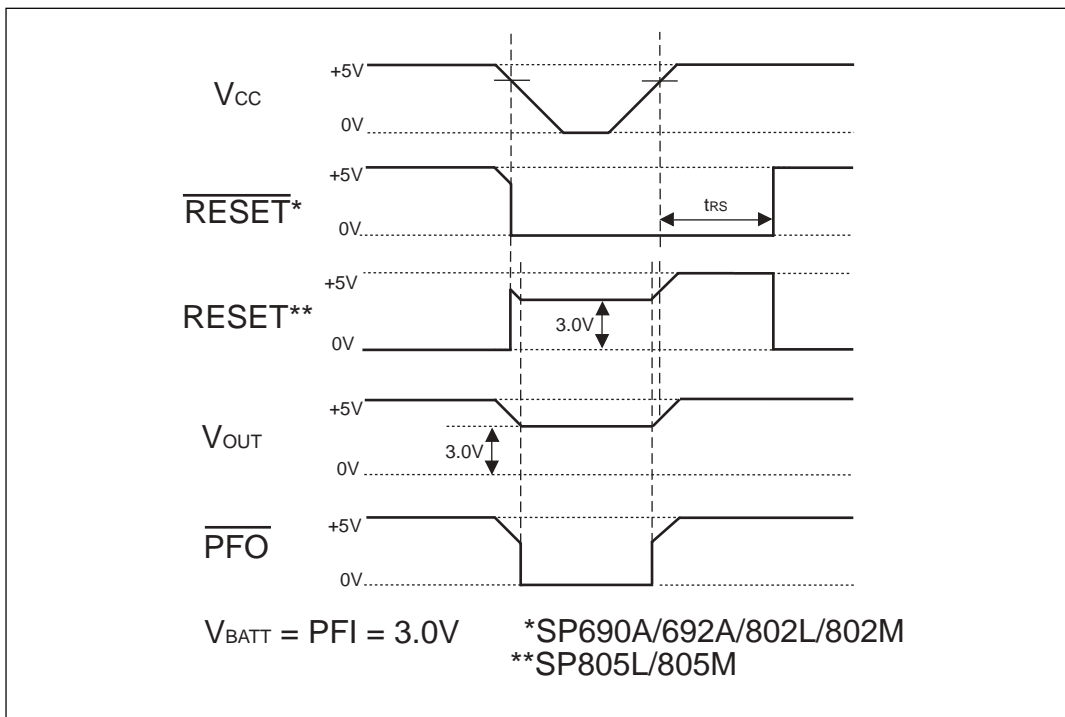 +5V
VCC
0V
+5V
RESET*
tRS
0V
+5V
RESET**
3.0V
0V
+5V
VOUT
3.0V
0V
+5V
PFO
0V
VBATT = PFI = 3.0V
*SP690A/692A/802L/802M
**SP805L/805M